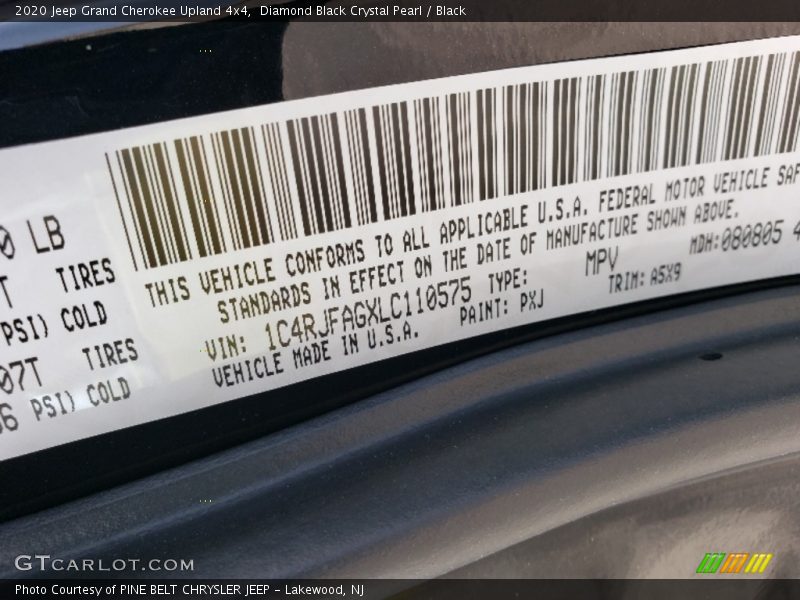 2020 Jeep Grand Cherokee Upland 4x4, Diamond Black Crystal Pearl / Black
0 LB
T TIRES
PSI) COLD
07T TIRES
36 PSI) COLD
THIS VEHICLE CONFORMS TO ALL APPLICABLE U.S.A. FEDERAL MOTOR VEHICLE SAF
STANDARDS IN EFFECT ON THE DATE OF MANUFACTURE SHOWN ABOVE.
VIN: 1C4RJFAGXLC110575 TYPE: MPV MDH:080805 4
VEHICLE MADE IN U.S.A. PAINT: PXJ TRIM: A5X9
GTCARLOT.COM
Photo Courtesy of PINE BELT CHRYSLER JEEP - Lakewood, NJ